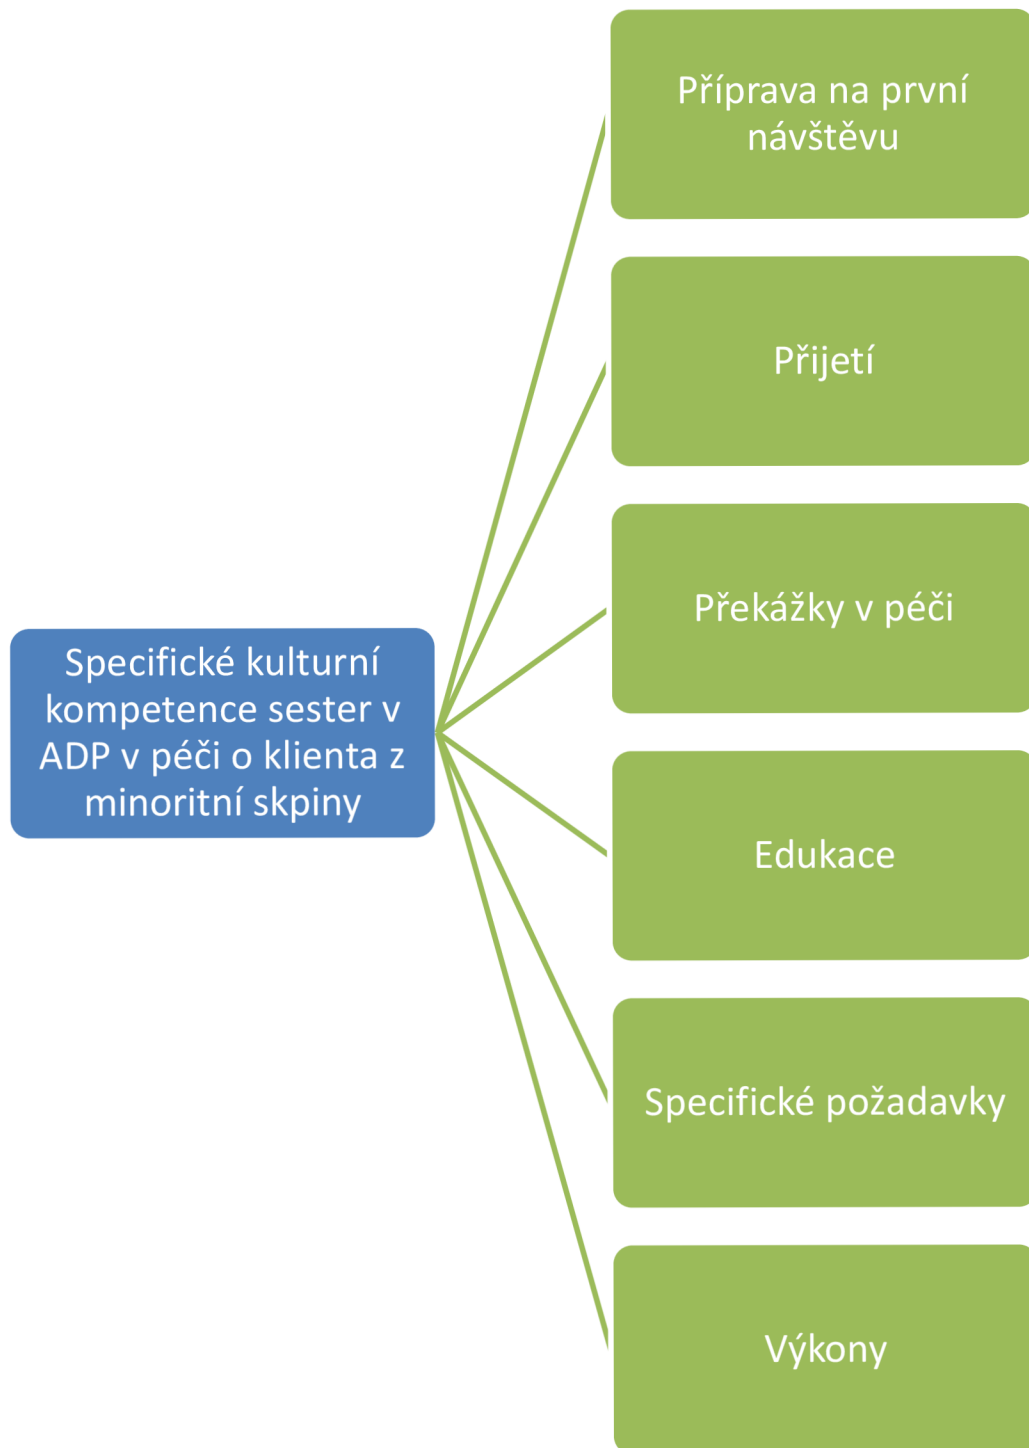 Příprava na první
návštěvu
Přijetí
Překážky v péči
Specifické kulturní
kompetence sester v
ADP v péči o klienta z
minoritní skpiny
Edukace
Specifické požadavky
Výkony